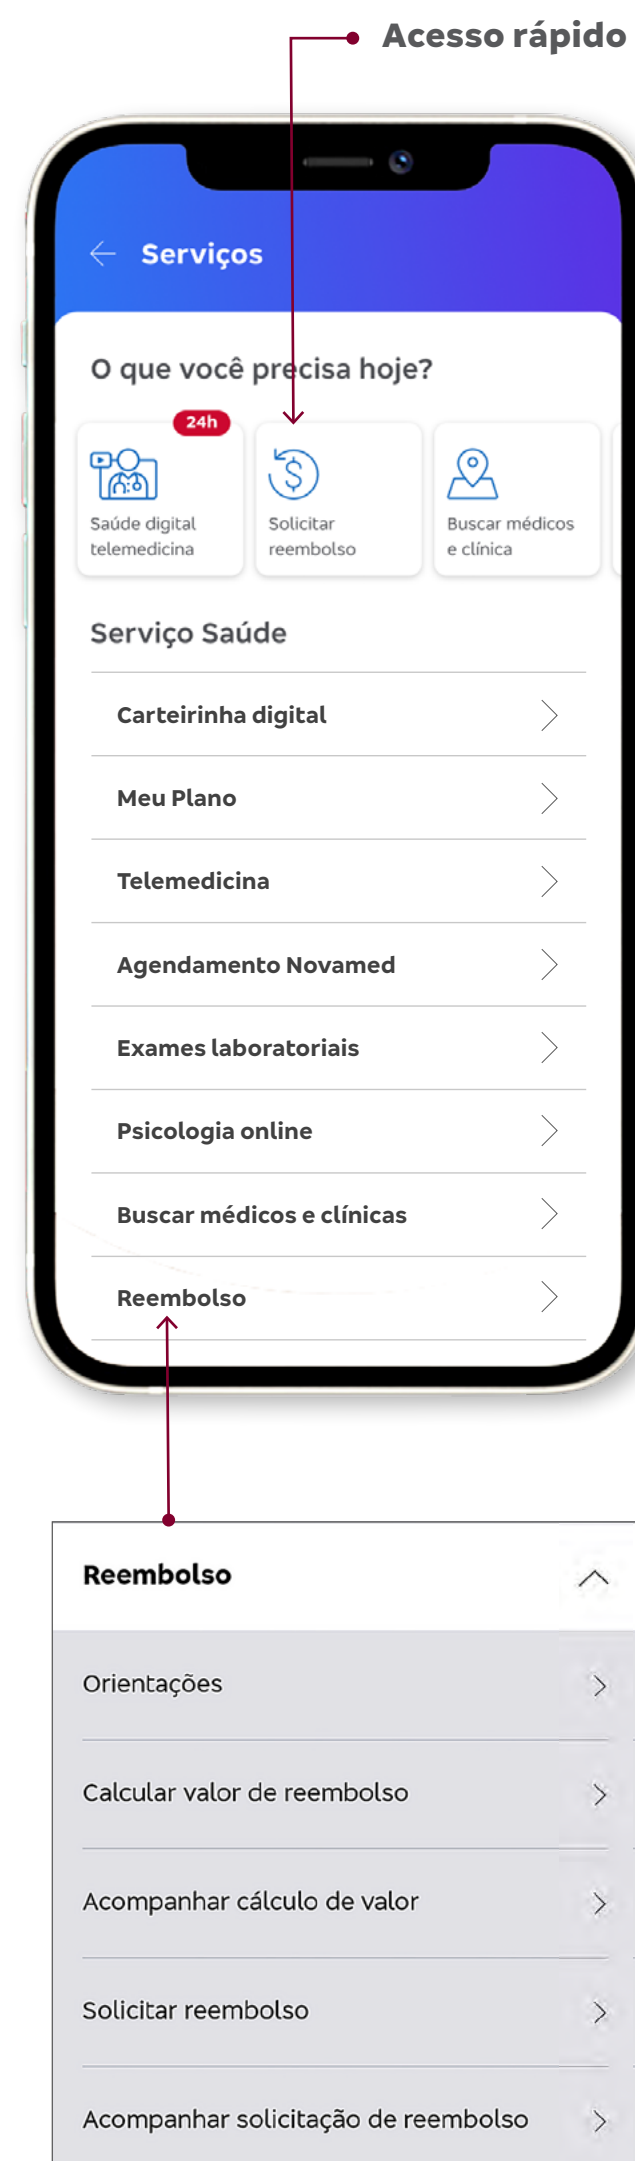 Acesso rápido
Serviços
O que você precisa hoje?
24h
Saúde digital
telemedicina
Solicitar
reembolso
Buscar médicos
e clínica
Serviço Saúde
Carteirinha digital
Meu Plano
Telemedicina
Agendamento Novamed
Exames laboratoriais
Psicologia online
Buscar médicos e clínicas
Reembolso
Reembolso
Orientações
Calcular valor de reembolso
Acompanhar cálculo de valor
Solicitar reembolso
Acompanhar solicitação de reembolso